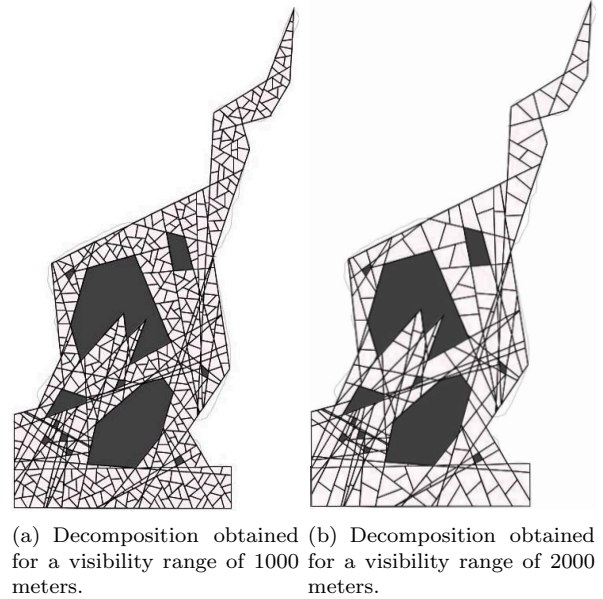 (a) Decomposition obtained
for a visibility range of 1000
meters.
(b) Decomposition obtained
for a visibility range of 2000
meters.